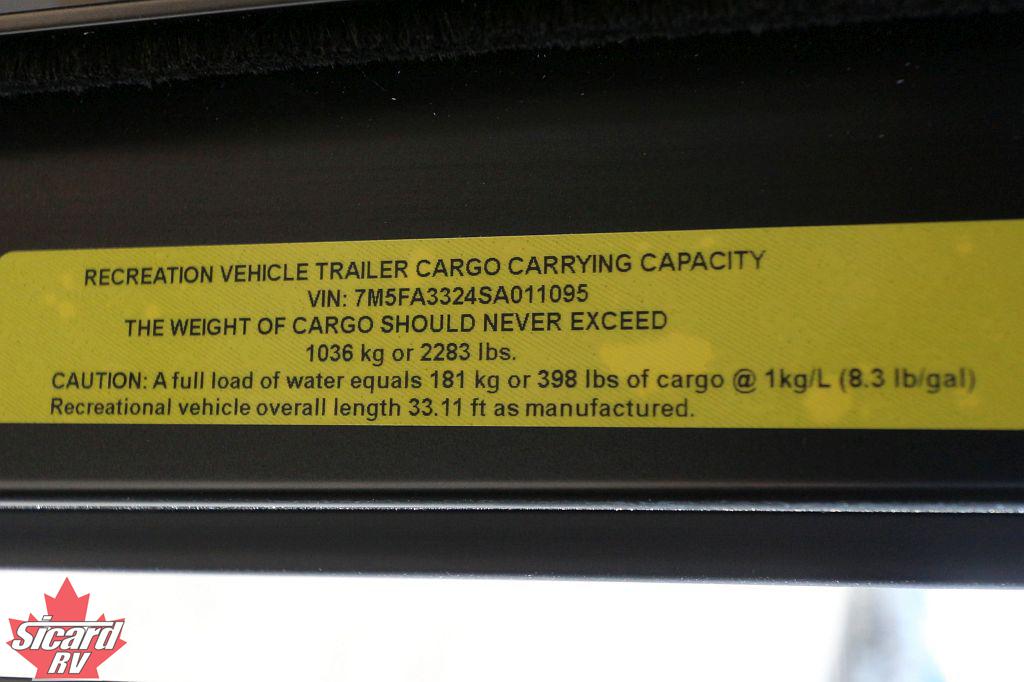 RECREATION VEHICLE TRAILER CARGO CARRYING CAPACITY
VIN: 7M5FA3324SA011095
THE WEIGHT OF CARGO SHOULD NEVER EXCEED
1036 kg or 2283 lbs.
CAUTION: A full load of water equals 181 kg or 398 lbs of cargo @ 1kg/L (8.3 lb/gal)
Recreational vehicle overall length 33.11 ft as manufactured.
Sicard
RV